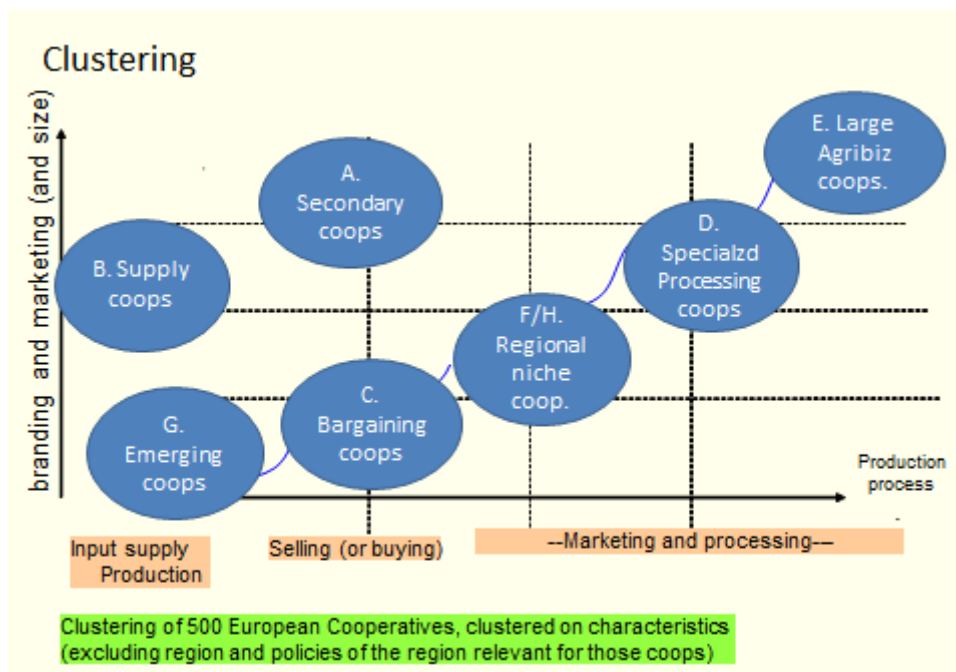 Clustering
branding and marketing (and size)
E. Large
Agribiz
coops.
A.
Secondary
coops
D.
Specialzd
Processing
coops
B. Supply
coops
F/H.
Regional
niche
coop.
C.
Bargaining
coops
G.
Emerging
coops
Production
process
Input supply
Production
Selling (or buying)
--Marketing and processing---
Clustering of 500 European Cooperatives, clustered on characteristics
(excluding region and policies of the region relevant for those coops)